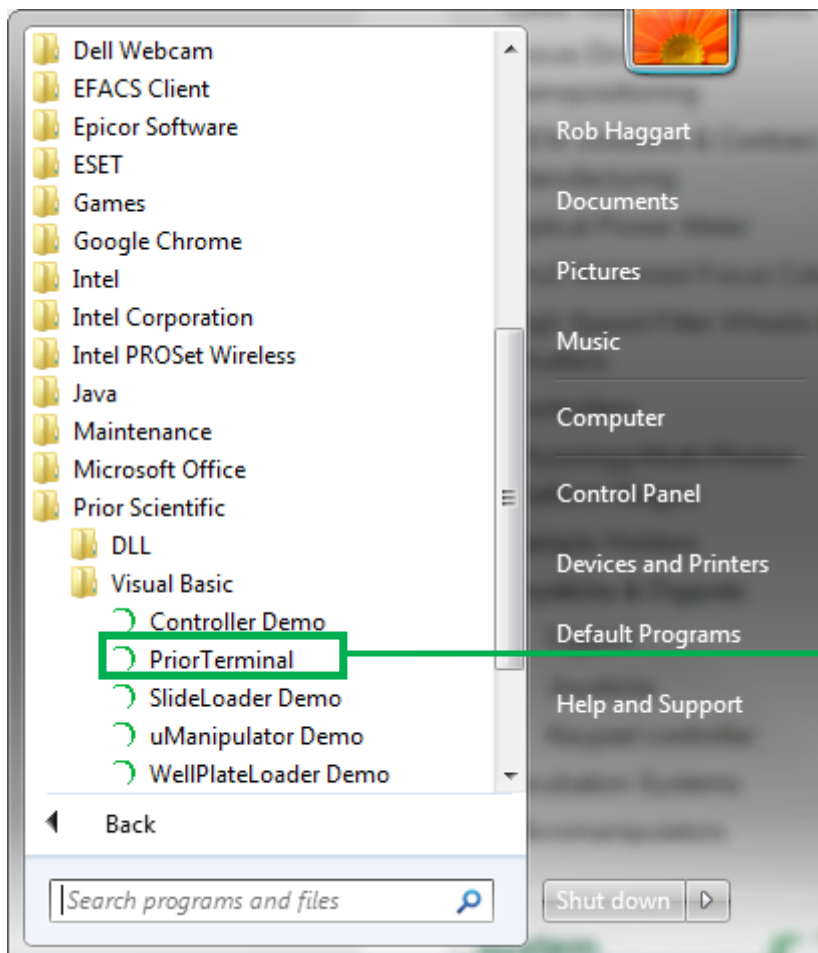 Dell Webcam
EFACS Client
Epicor Software
ESET
Games
Google Chrome
Intel
Intel Corporation
Intel PROSet Wireless
Java
Maintenance
Microsoft Office
Prior Scientific
DLL
Visual Basic
Controller Demo
PriorTerminal
SlideLoader Demo
uManipulator Demo
WellPlateLoader Demo
Back
Search programs and files
Rob Haggart
Documents
Pictures
Music
Computer
Control Panel
Devices and Printers
Default Programs
Help and Support
Shut down